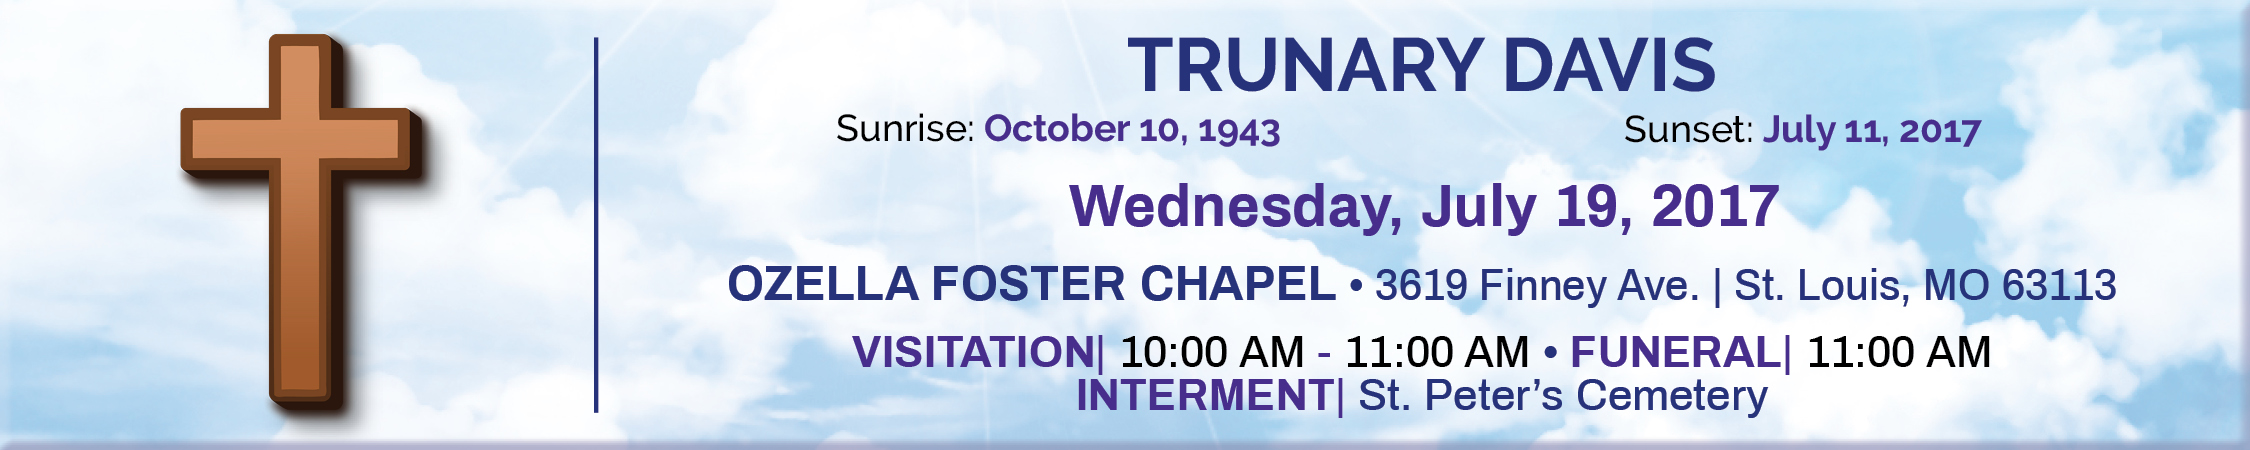 TRUNARY DAVIS
Sunrise: October 10, 1943
Sunset: July 11, 2017
Wednesday, July 19, 2017
OZELLA FOSTER CHAPEL • 3619 Finney Ave. | St. Louis, MO 63113
VISITATION| 10:00 AM - 11:00 AM • FUNERAL| 11:00 AM
INTERMENT| St. Peter’s Cemetery